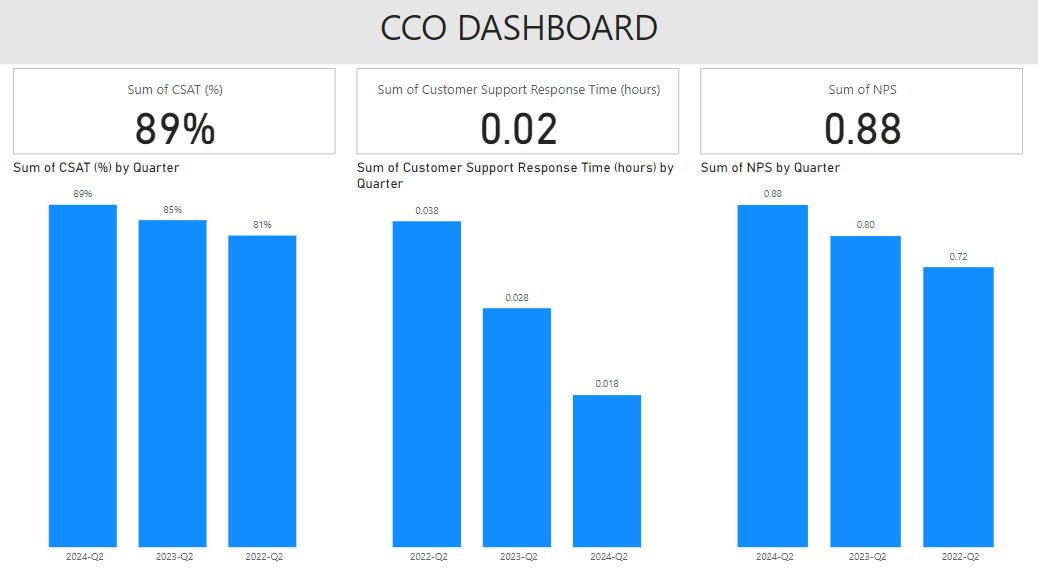 CCO DASHBOARD
Sum of CSAT (%)
89%
Sum of Customer Support Response Time (hours)
0.02
Sum of NPS
0.88
Sum of CSAT (%) by Quarter
89%
85%
81%
2024-Q2 2023-Q2 2022-Q2
Sum of Customer Support Response Time (hours) by
Quarter
0.038
0.028
0.018
2022-Q2 2023-Q2 2024-Q2
Sum of NPS by Quarter
0.88
0.80
0.72
2024-Q2 2023-Q2 2022-Q2